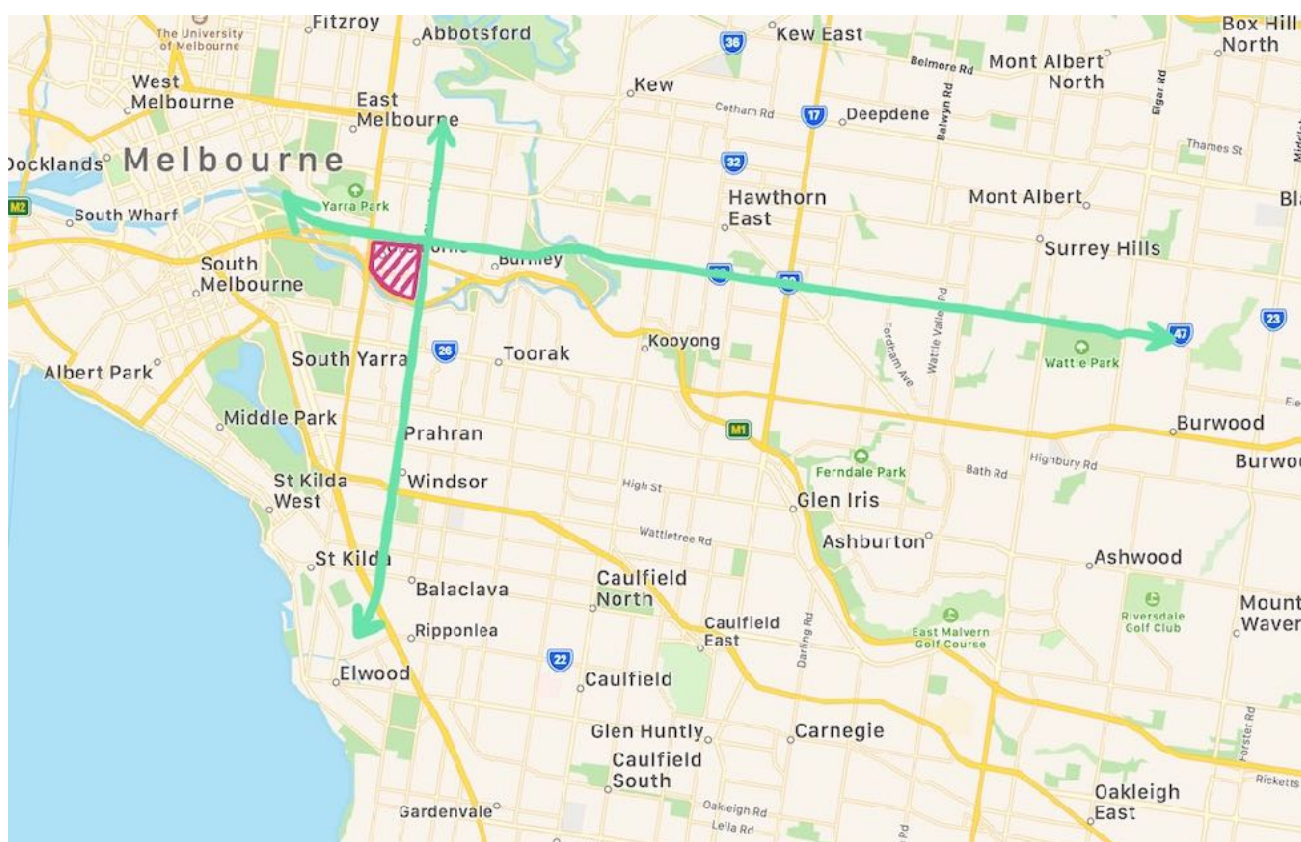 Fitzroy
The University
of Melbourne
Abbotsford
36
Kew East
Box Hill
North
Belmore Rd
Mont Albert
North
Elgar Rd
West
Melbourne
Kew
Balwyn Rd
East
Melbourne
17
Deepdene
Docklands
Melbourne
32
Thames St
M2
South Wharf
Yarra Park
Hawthorn
East
Mont Albert
Surrey Hills
South
Melbourne
Burnley
47
23
Wattle Valley Rd
South Yarra
26
Toorak
Kooyong
Fordham Ave
Wattle Park
Albert Park
Middle Park
Prahran
M1
Burwood
Ferndale Park
Highbury Rd
Bath Rd
St Kilda
West
Windsor
High St
Glen Iris
Wattletree Rd
Ashburton
Ashwood
St Kilda
Balaclava
Caulfield
North
Ripponlea
Caulfield
East
Darling Rd
East Malvern
Golf Course
Riversdale
Golf Club
Mount
Waver
Elwood
22
Caulfield
Glen Huntly
Carnegie
Caulfield
South
Forster Rd
Ricketts
Gardenvale
Oakleigh Rd
Leila Rd
Oakleigh
East